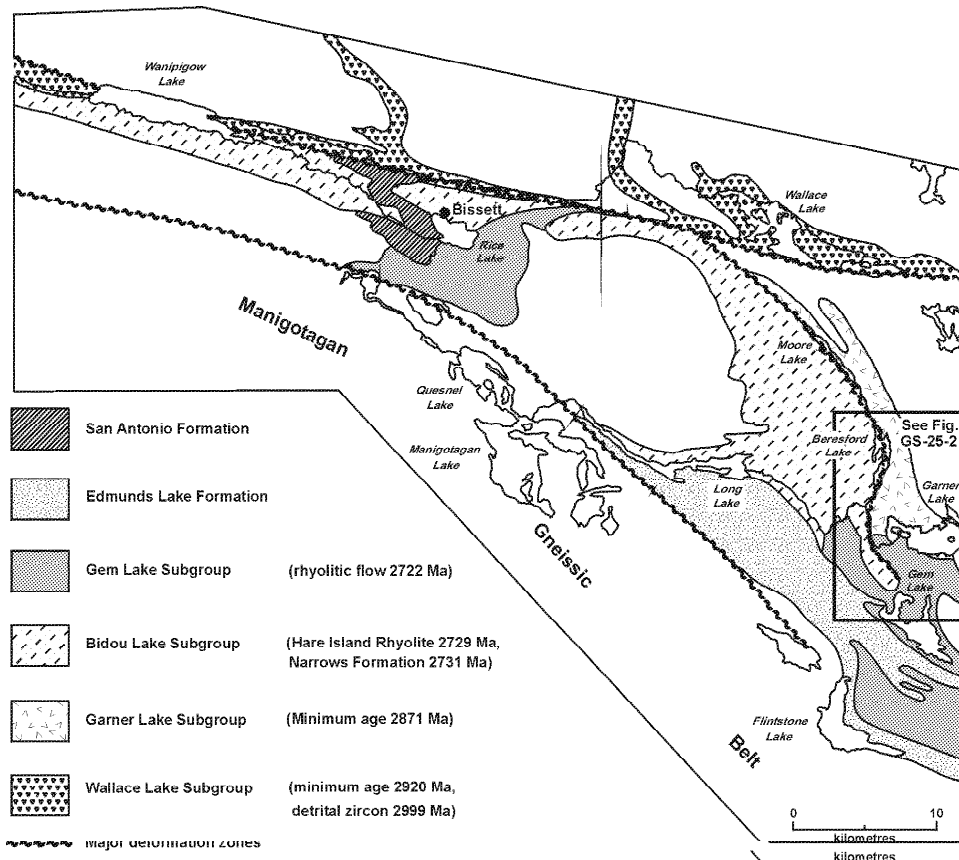 Wanipigow
Lake
Wallace
Lake
Bissett
Rice
Lake
Manigotagan
Moore
Lake
Quesnel
Lake
See Fig.
GS-25-2
Beresford
Lake
Manigotagan
Lake
Garner
Lake
Long
Lake
Gneissic
Gem
Lake
Flintstone
Lake
Belt
San Antonio Formation
Edmunds Lake Formation
Gem Lake Subgroup (rhyolitic flow 2722 Ma)
Bidou Lake Subgroup (Hare Island Rhyolite 2729 Ma,
Narrows Formation 2731 Ma)
Garner Lake Subgroup (Minimum age 2871 Ma)
Wallace Lake Subgroup (minimum age 2920 Ma,
detrital zircon 2999 Ma)
Major deformation zones
0 10
kilometres
kilometres